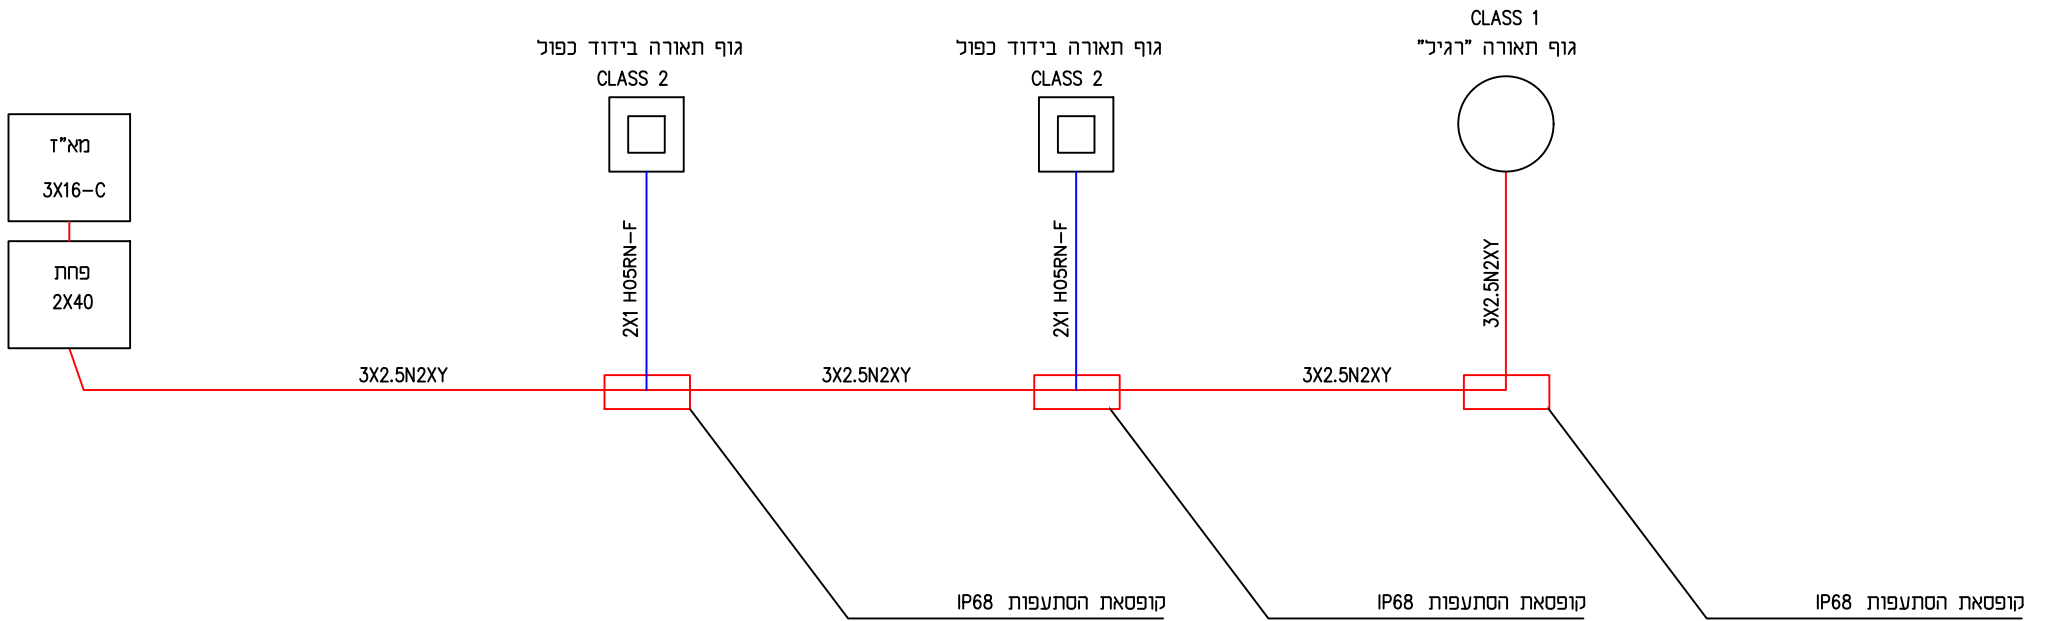 CLASS 1
גוף תאורה "רגיל"
גוף תאורה בידוד כפול
CLASS 2
גוף תאורה בידוד כפול
CLASS 2
מא"ז
3X16-C
פחת
2X40
2X1 H05RN-F
2X1 H05RN-F
3X2.5N2XY
3X2.5N2XY
3X2.5N2XY
3X2.5N2XY
קופסאת הסתעפות IP68
קופסאת הסתעפות IP68
קופסאת הסתעפות IP68